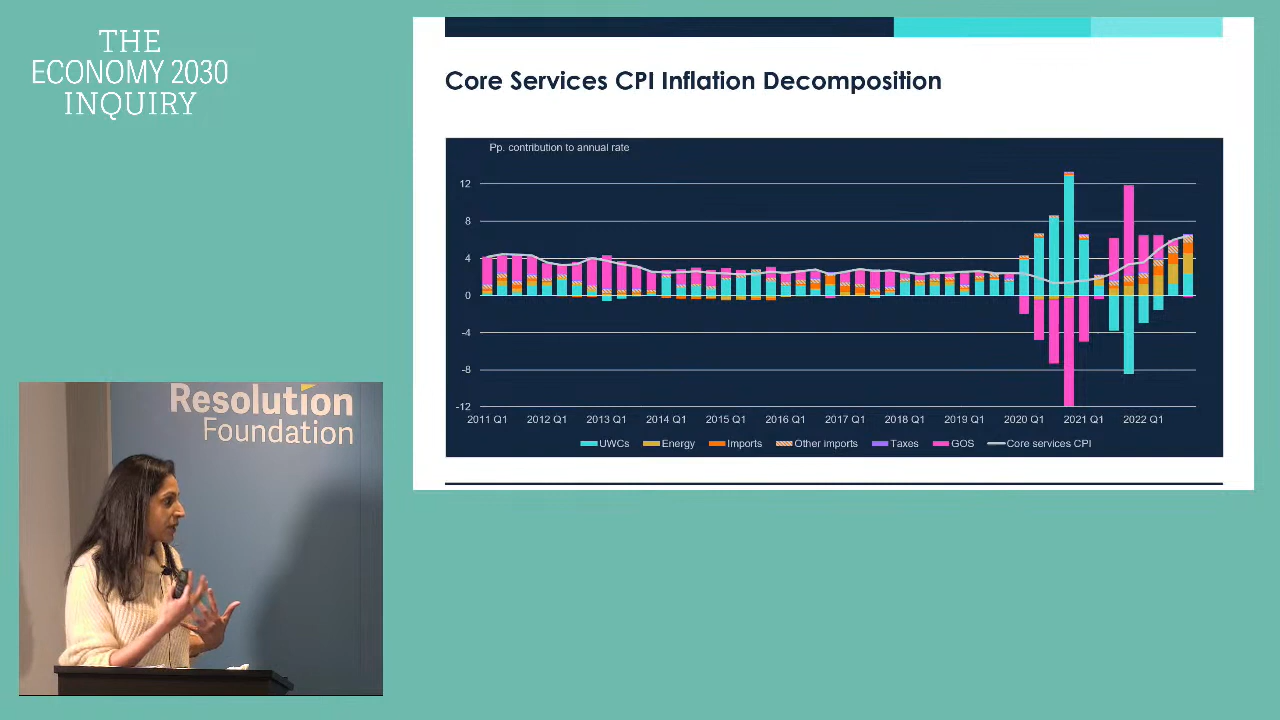 THE
ECONOMY 2030
INQUIRY
Core Services CPI Inflation Decomposition
Pp. contribution to annual rate
12
8
4
0
-4
-8
-12
2011 Q1 2012 Q1 2013 Q1 2014 Q1 2015 Q1 2016 Q1 2017 Q1 2018 Q1 2019 Q1 2020 Q1 2021 Q1 2022 Q1
UWCs Energy Imports Other imports Taxes GOS Core services CPI
Resolution
Foundation